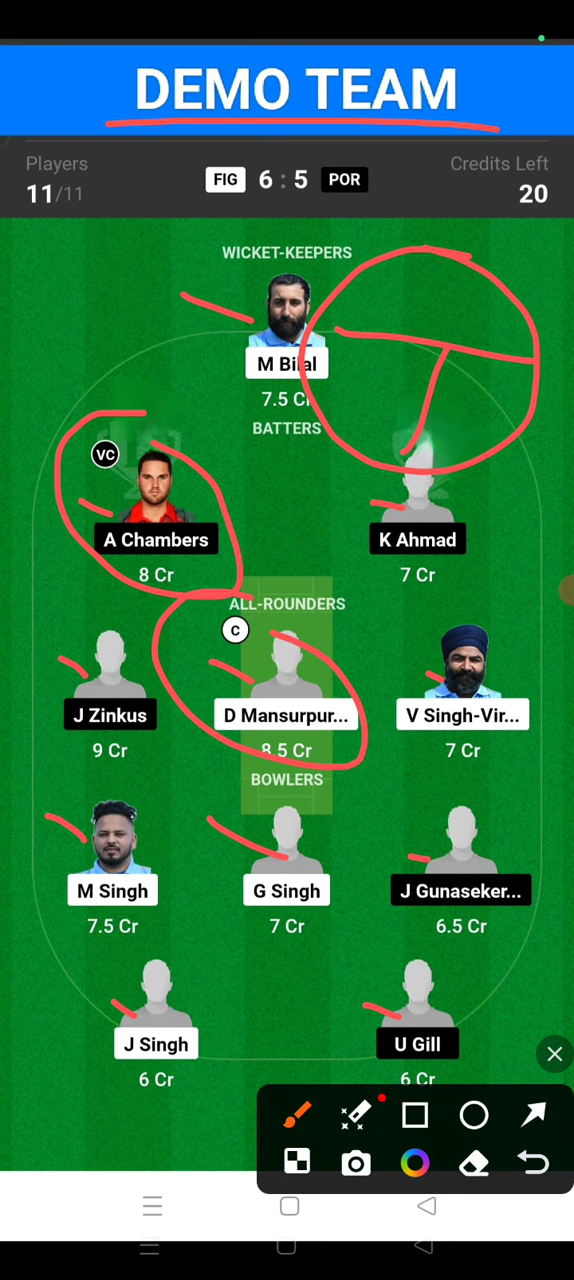 DEMO TEAM
Players
Credits Left
11/11
FIG 6 : 5 POR
20
WICKET-KEEPERS
M Bilal
7.5 Cr
BATTERS
VC
A Chambers
K Ahmad
8 Cr
7 Cr
ALL-ROUNDERS
C
J Zinkus
D Mansurpur...
V Singh-Vir...
9 Cr
8.5 Cr
7 Cr
BOWLERS
M Singh
G Singh
J Gunaseker...
7.5 Cr
7 Cr
6.5 Cr
J Singh
U Gill
6 Cr
6 Cr